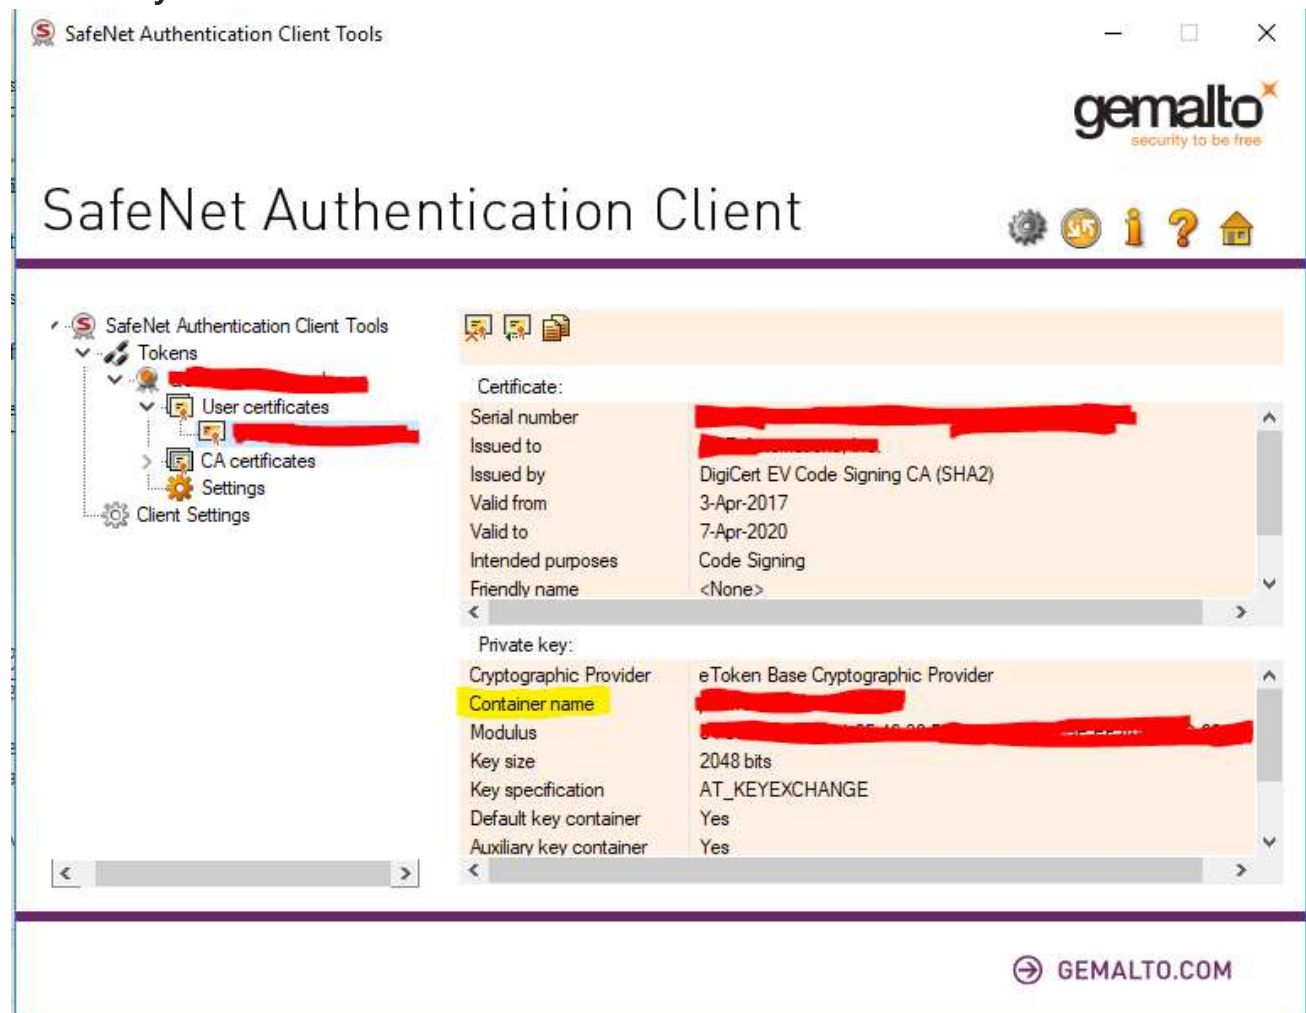 SafeNet Authentication Client Tools
gemalto
security to be free
SafeNet Authentication Client
SafeNet Authentication Client Tools
Tokens
User certificates
CA certificates
Settings
Client Settings
Certificate:
Serial number
Issued to
Issued by DigiCert EV Code Signing CA (SHA2)
Valid from 3-Apr-2017
Valid to 7-Apr-2020
Intended purposes Code Signing
Friendly name <None>
Private key:
Cryptographic Provider eToken Base Cryptographic Provider
Container name
Modulus
Key size 2048 bits
Key specification AT_KEYEXCHANGE
Default key container Yes
Auxiliary key container Yes
GEMALTO.COM